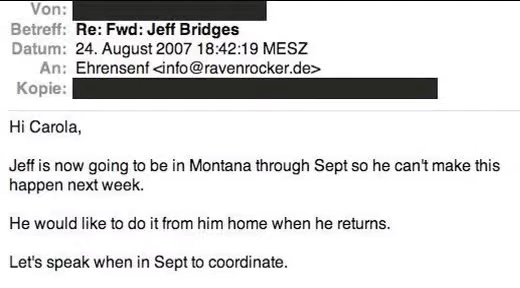 Von:
Betreff: Re: Fwd: Jeff Bridges
Datum: 24. August 2007 18:42:19 MESZ
An: Ehrensenf <info@ravenrocker.de>
Kopie:
Hi Carola,
Jeff is now going to be in Montana through Sept so he can't make this
happen next week.
He would like to do it from him home when he returns.
Let's speak when in Sept to coordinate.